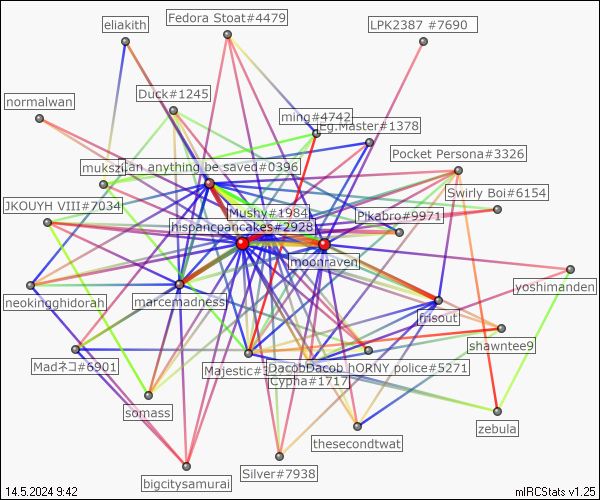 Fedora Stoat#4479
eliakith
LPK2387 #7690
Duck#1245
normalwan
ming#4742
Eg.Master#1378
Pocket Persona#3326
muksz
can anything be saved#0396
Swirly Boi#6154
JKOUYH VIII#7034
Mushy#1984
Pikabro#9971
hispancpancakes#2928
moonraven
yoshimanden
neokingghidorah
marcemadness
frisout
shawntee9
Madネコ#6901
Majestic#
DacobDacob
hORNY police#5271
Cypha#1717
somass
zebula
thesecondtwat
Silver#7938
bigcitysamurai
14.5.2024 9:42
mIRCStats v1.25